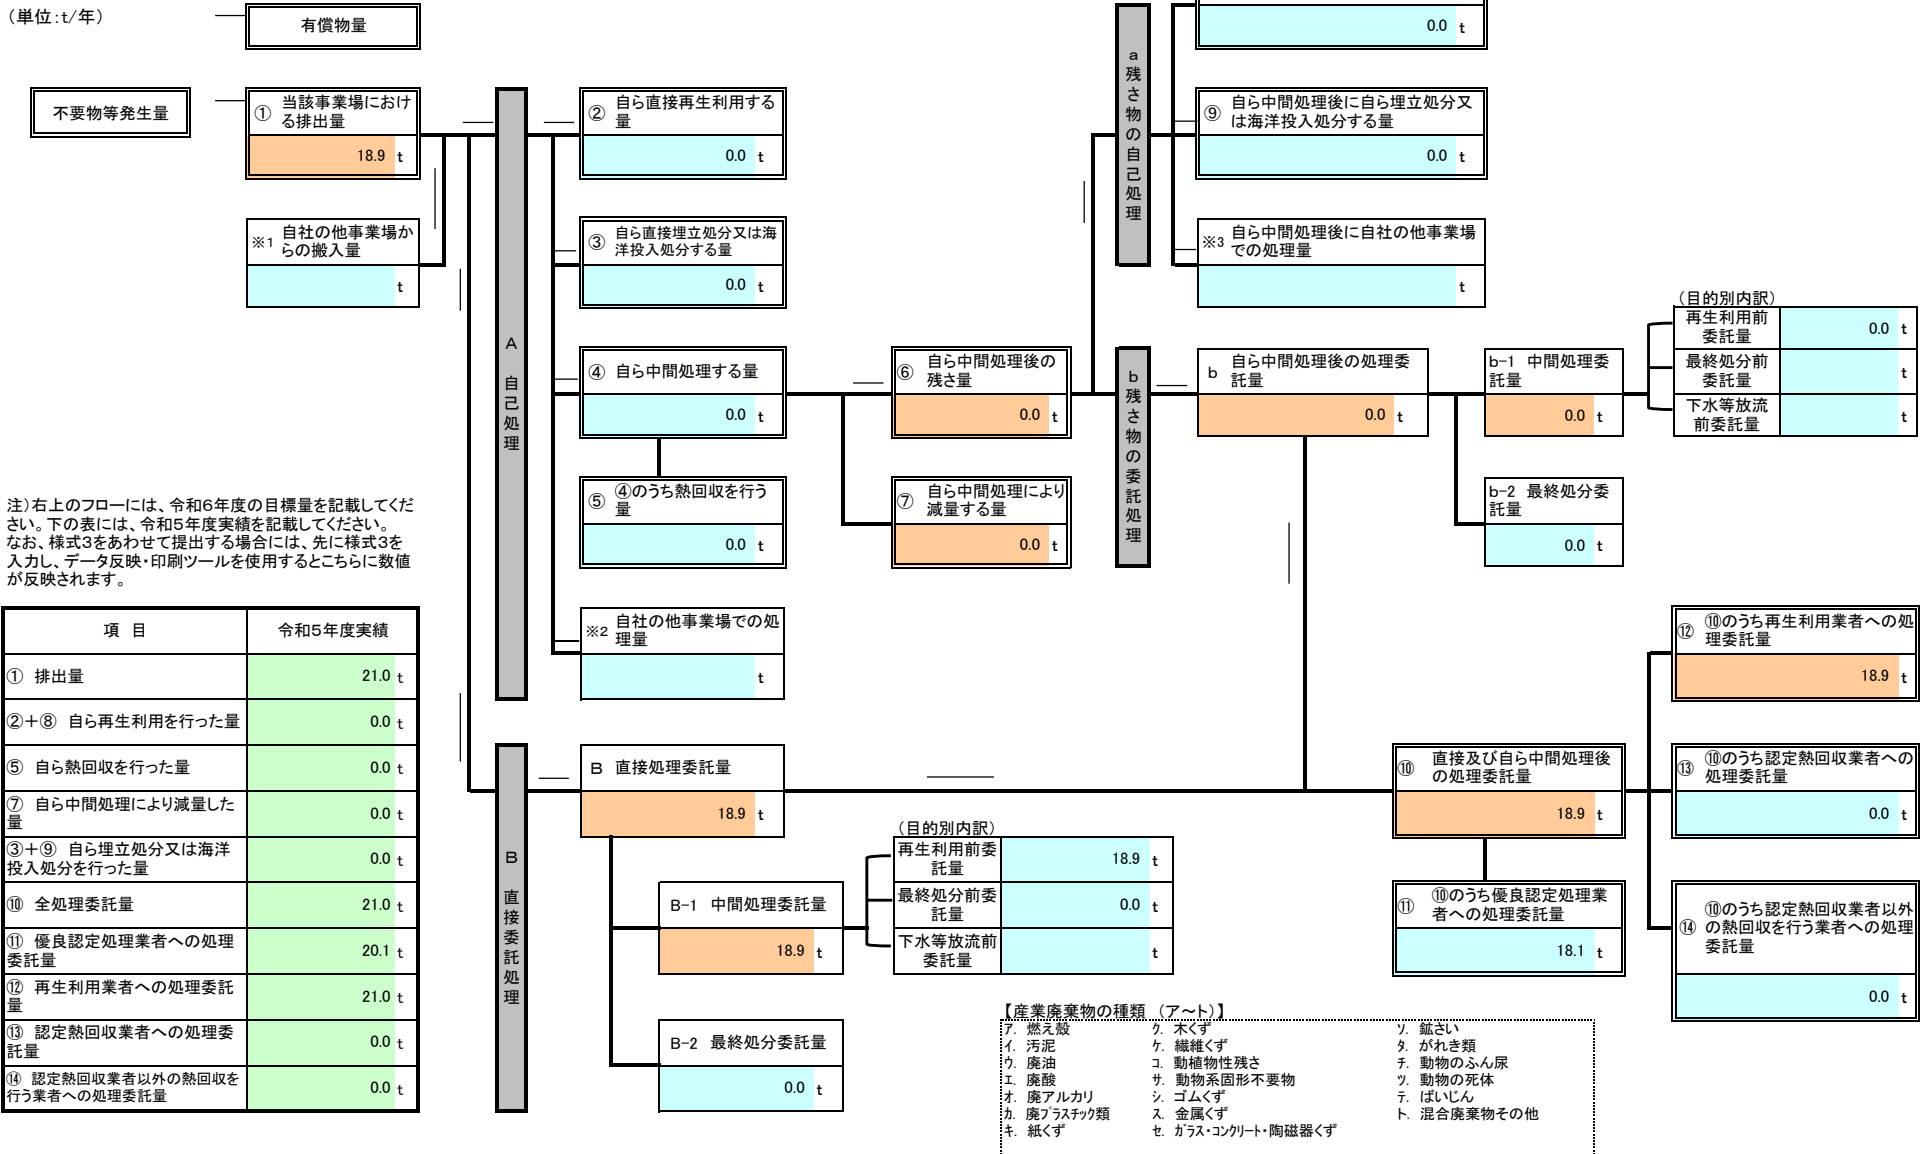 （単位：t/年）
有償物量
0.0 t
不要物等発生量
① 当該事業場におけ
る排出量
18.9 t
※1 自社の他事業場か
らの搬入量
t
A 自己処理
② 自ら直接再生利用する
量
0.0 t
③ 自ら直接埋立処分又は海
洋投入処分する量
0.0 t
④ 自ら中間処理する量
0.0 t
⑤ ④のうち熱回収を行う
量
0.0 t
※2 自社の他事業場での処
理量
t
⑥ 自ら中間処理後の
残さ量
0.0 t
⑦ 自ら中間処理により
減量する量
0.0 t
a 残さ物の自己処理
⑨ 自ら中間処理後に自ら埋立処分又
は海洋投入処分する量
0.0 t
※3 自ら中間処理後に自社の他事業場
での処理量
t
b 残さ物の委託処理
b 自ら中間処理後の処理委
託量
0.0 t
b-1 中間処理委
託量
0.0 t
b-2 最終処分委
託量
0.0 t
（目的別内訳）
再生利用前
委託量
0.0 t
最終処分前
委託量
t
下水等放流
前委託量
t
注）右上のフローには、令和６年度の目標量を記載してくだ
さい。下の表には、令和５年度実績を記載してください。
なお、様式３をあわせて提出する場合には、先に様式３を
入力し、データ反映・印刷ツールを使用するとこちらに数値
が反映されます。
項 目 令和５年度実績
① 排出量 21.0 t
②＋⑧ 自ら再生利用を行った量 0.0 t
⑤ 自ら熱回収を行った量 0.0 t
⑦ 自ら中間処理により減量した
量 0.0 t
③＋⑨ 自ら埋立処分又は海洋
投入処分を行った量 0.0 t
⑩ 全処理委託量 21.0 t
⑪ 優良認定処理業者への処理
委託量 20.1 t
⑫ 再生利用業者への処理委託
量 21.0 t
⑬ 認定熱回収業者への処理委
託量 0.0 t
⑭ 認定熱回収業者以外の熱回収を
行う業者への処理委託量 0.0 t
B 直接委託処理
B 直接処理委託量
18.9 t
B-1 中間処理委託量
18.9 t
B-2 最終処分委託量
0.0 t
（目的別内訳）
再生利用前委
託量
18.9 t
最終処分前委
託量
0.0 t
下水等放流前
委託量
t
⑩ 直接及び自ら中間処理後
の処理委託量
18.9 t
⑪ ⑩のうち優良認定処理業
者への処理委託量
18.1 t
⑫ ⑩のうち再生利用業者への処
理委託量
18.9 t
⑬ ⑩のうち認定熱回収業者への
処理委託量
0.0 t
⑭ ⑩のうち認定熱回収業者以外
の熱回収を行う業者への処理
委託量
0.0 t
【産業廃棄物の種類 （ア～ト）】
ア. 燃え殻 ク. 木くず ソ. 鉱さい
イ. 汚泥 ケ. 繊維くず タ. がれき類
ウ. 廃油 コ. 動植物性残さ チ. 動物のふん尿
エ. 廃酸 サ. 動物系固形不要物 ツ. 動物の死体
オ. 廃アルカリ シ. ゴムくず テ. ばいじん
カ. 廃プラスチック類 ス. 金属くず ト. 混合廃棄物その他
キ. 紙くず セ. ガラス・コンクリート・陶磁器くず